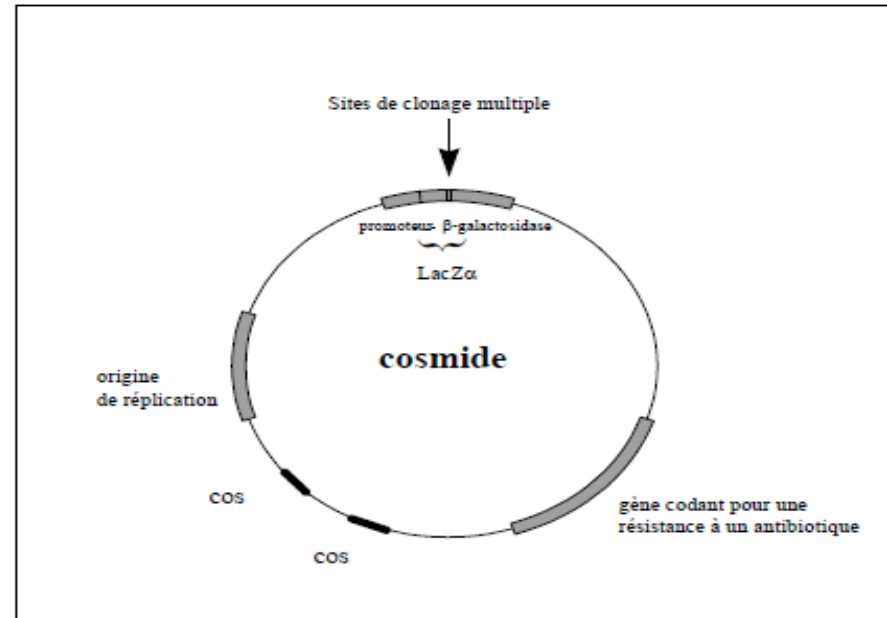 Sites de clonage multiple
promoteur- β-galactosidase
LacZα
cosmide
origine
de réplication
cos
cos
gène codant pour une
résistance à un antibiotique